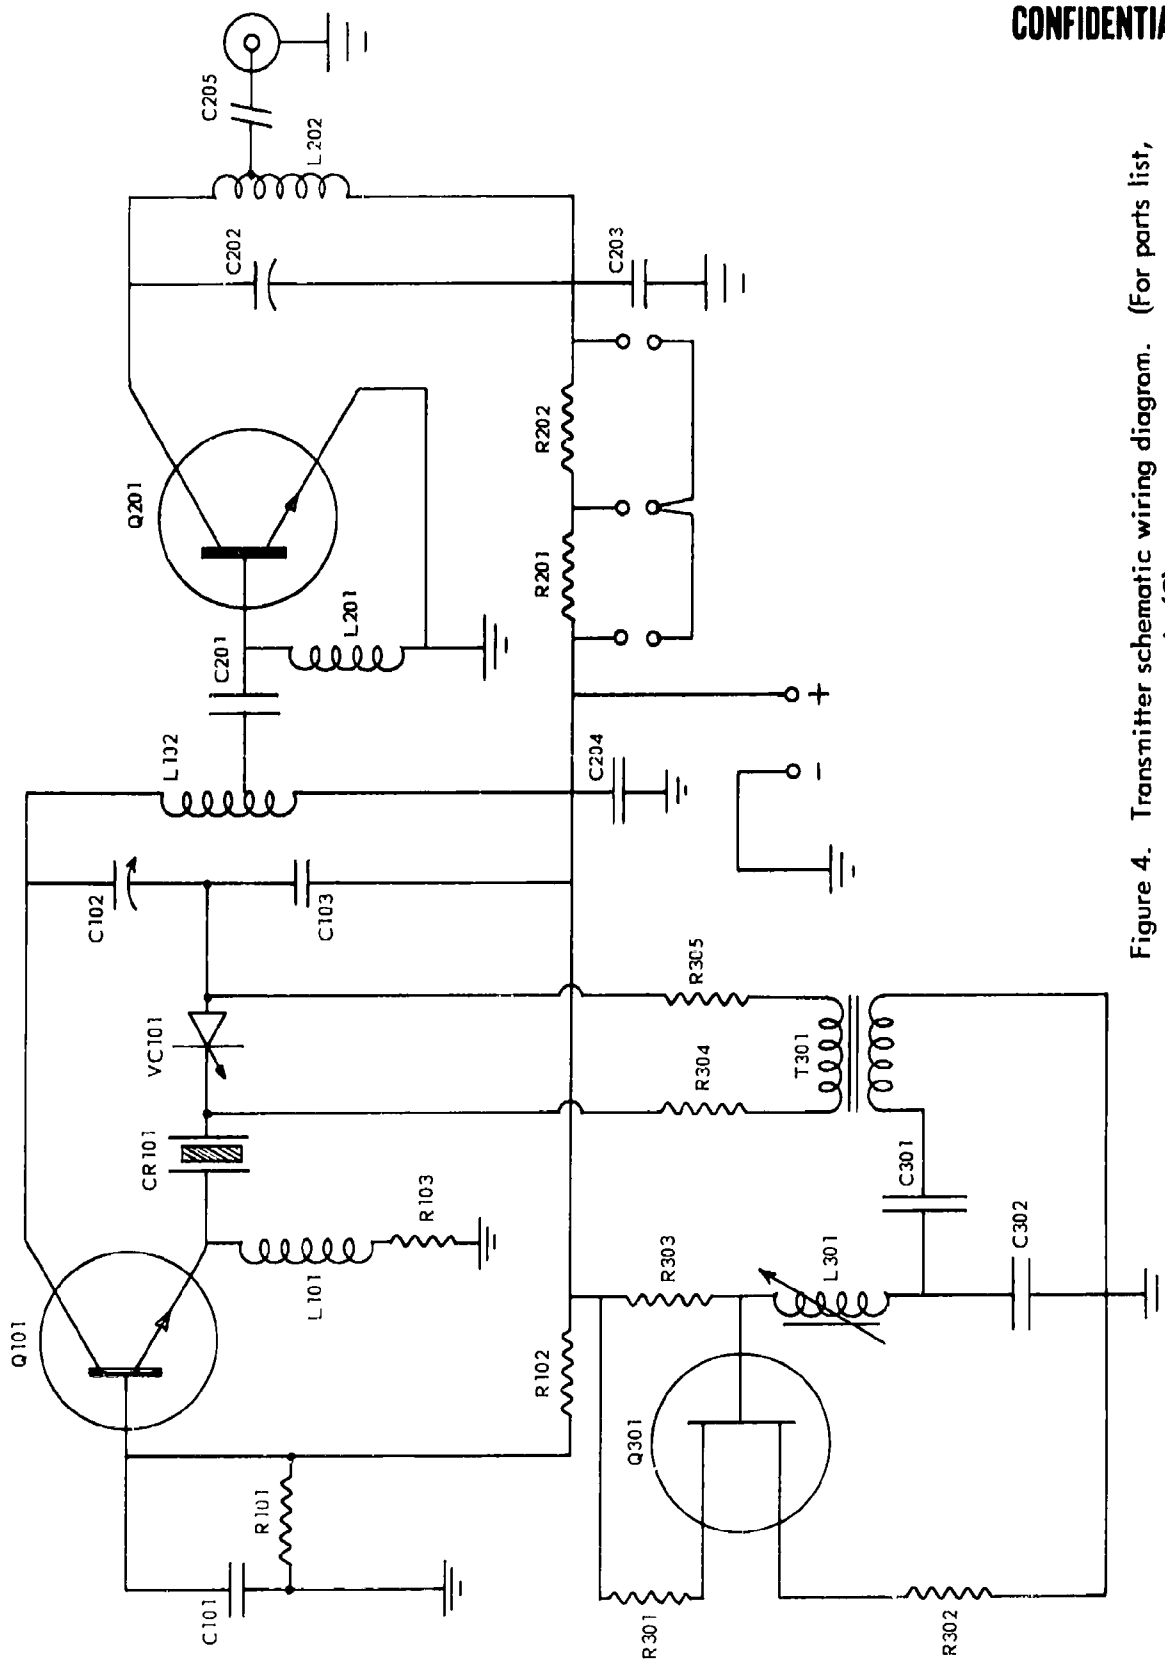 CONFIDENTIA
C205
L202
C202
C203
Q201
R202
R201
L201
C201
L102
C204
C102
C103
+
-
R305
VC101
R304
T301
CR101
R103
C301
L101
R303
L301
C302
Q101
R102
Q301
R101
C101
R301
R302
Figure 4. Transmitter schematic wiring diagram. (For parts list,